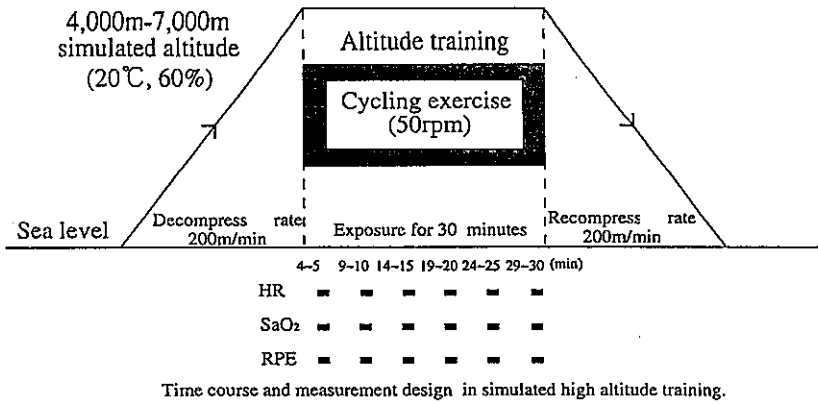 4,000m-7,000m
simulated altitude
(20℃, 60%)
Altitude training
Cycling exercise
(50rpm)
Sea level
Decompress rate
200m/min
Exposure for 30 minutes
Recompress rate
200m/min
4~5 9~10 14~15 19~20 24~25 29~30 (min)
HR
SaO₂
RPE
Time course and measurement design in simulated high altitude training.